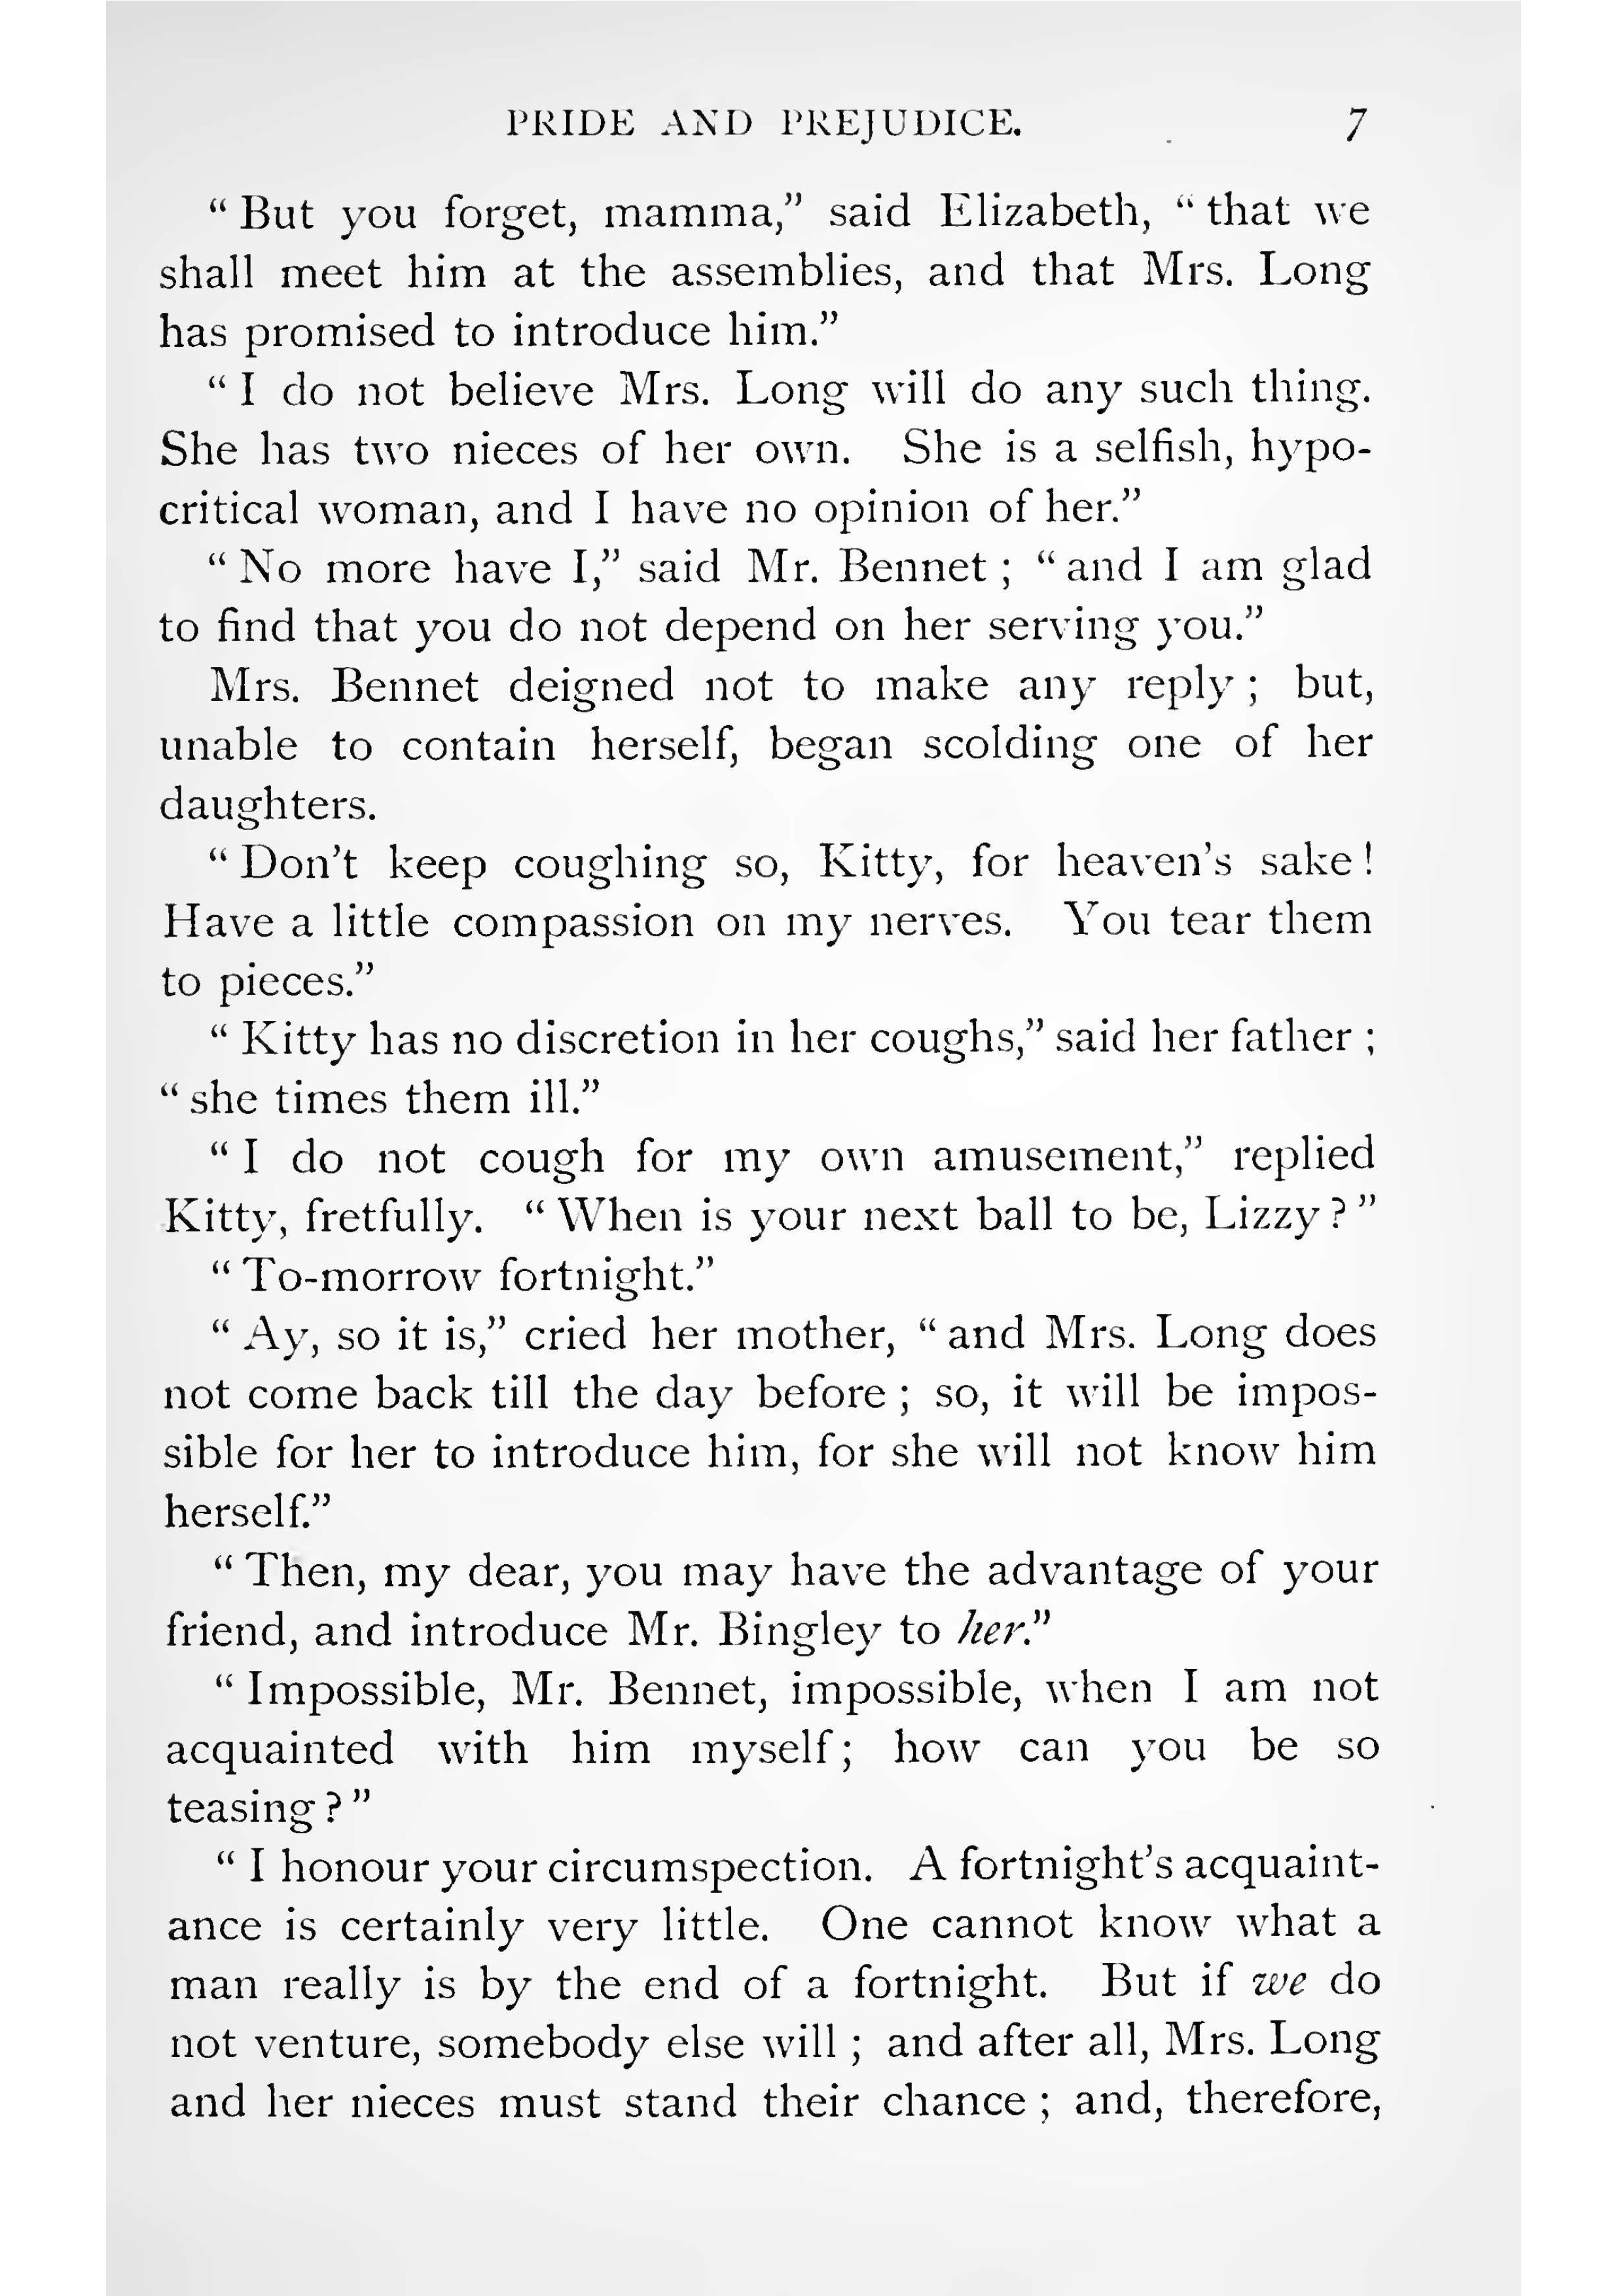 PRIDE AND PREJUDICE. 7
“ But you forget, mamma,” said Elizabeth, “ that we
shall meet him at the assemblies, and that Mrs. Long
has promised to introduce him.”
“ I do not believe Mrs. Long will do any such thing.
She has two nieces of her own. She is a selfish, hypo-
critical woman, and I have no opinion of her.”
“ No more have I,” said Mr. Bennet ; “ and I am glad
to find that you do not depend on her serving you.”
Mrs. Bennet deigned not to make any reply ; but,
unable to contain herself, began scolding one of her
daughters.
“ Don’t keep coughing so, Kitty, for heaven’s sake !
Have a little compassion on my nerves. You tear them
to pieces.”
“ Kitty has no discretion in her coughs,” said her father ;
“ she times them ill.”
“ I do not cough for my own amusement,” replied
Kitty, fretfully. “ When is your next ball to be, Lizzy ? ”
“ To-morrow fortnight.”
“ Ay, so it is,” cried her mother, “ and Mrs. Long does
not come back till the day before ; so, it will be impos-
sible for her to introduce him, for she will not know him
herself.”
“ Then, my dear, you may have the advantage of your
friend, and introduce Mr. Bingley to her.”
“ Impossible, Mr. Bennet, impossible, when I am not
acquainted with him myself ; how can you be so
teasing ? ”
“ I honour your circumspection. A fortnight’s acquaint-
ance is certainly very little. One cannot know what a
man really is by the end of a fortnight. But if we do
not venture, somebody else will ; and after all, Mrs. Long
and her nieces must stand their chance ; and, therefore,